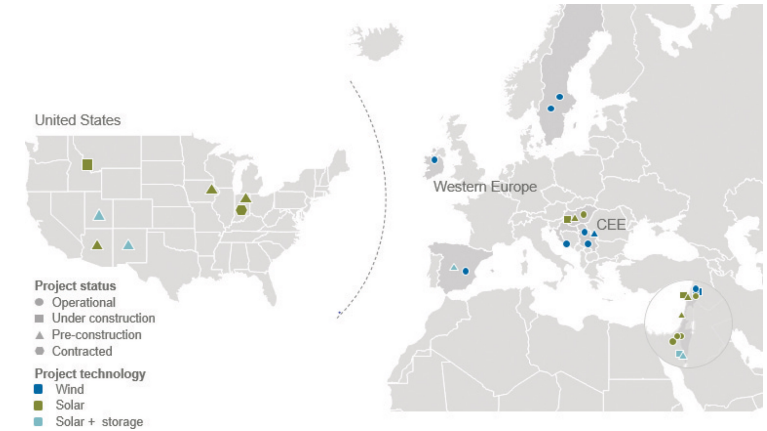 United States
Western Europe
CEE
Project status
Operational
Under construction
Pre-construction
Contracted
Project technology
Wind
Solar
Solar + storage